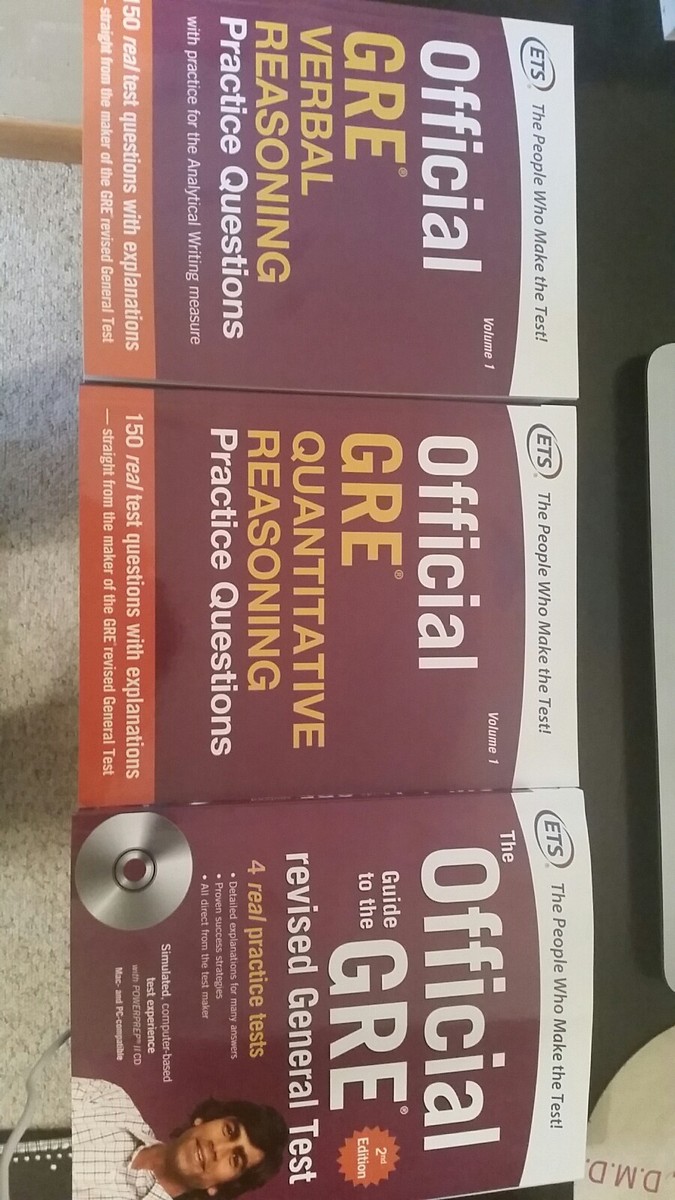 ETS® The People Who Make the Test!
Volume 1
Official
GRE®
VERBAL
REASONING
Practice Questions
with practice for the Analytical Writing measure
150 real test questions with explanations
– straight from the maker of the GRE revised General Test
ETS® The People Who Make the Test!
Volume 1
Official
GRE®
QUANTITATIVE
REASONING
Practice Questions
150 real test questions with explanations
—straight from the maker of the GRE revised General Test
ETS® The People Who Make the Test!
The
Official
Guide
to the
GRE®
revised General Test
2nd
Edition
4 real practice tests
• Detailed explanations for many answers
• Proven success strategies
• All direct from the test maker
Simulated, computer-based
test experience
with POWERPREP® II CD
Mac- and PC-compatible
D.M.D.